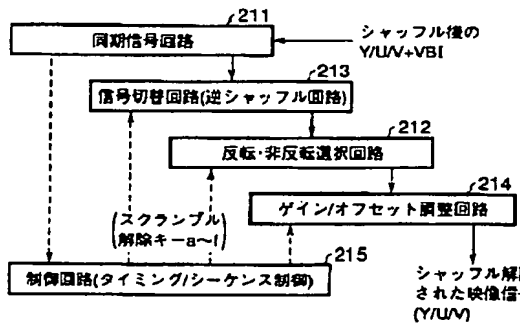 211
同期信号回路
シャッフル後の
Y/U/V+VBI
213
信号切替回路(逆シャッフル回路)
212
反転・非反転選択回路
214
ゲイン/オフセット調整回路
(スクランブル
解除キーa~f)
215
制御回路(タイミング/シーケンス制御)
シャッフル解
された映像信
(Y/U/V)